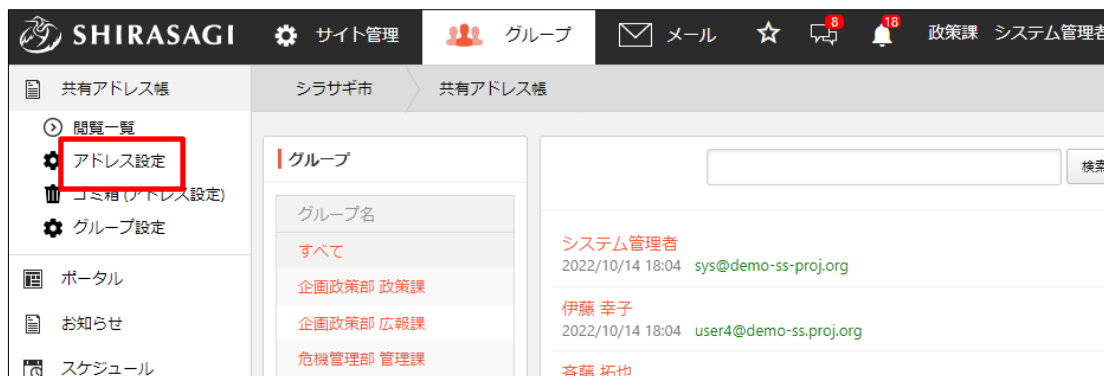 SHIRASAGI サイト管理 グループ メール 8 18 政策課 システム管理者
共有アドレス帳
シラサギ市 共有アドレス帳
閲覧一覧
アドレス設定
ゴミ箱(アドレス設定)
グループ設定
ポータル
お知らせ
スケジュール
グループ
グループ名
すべて
企画政策部 政策課
企画政策部 広報課
危機管理部 管理課
検索
システム管理者
2022/10/14 18:04 sys@demo-ss-proj.org
伊藤 幸子
2022/10/14 18:04 user4@demo-ss.proj.org
斉藤 拓也